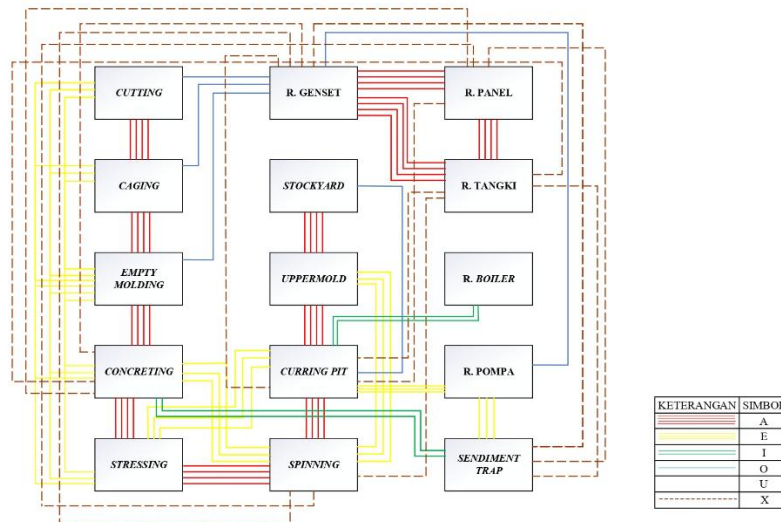 CUTTING
R. GENSET
R. PANEL
CAGING
STOCKYARD
R. TANGKI
EMPTY
MOLDING
UPPERMOLD
R. BOILER
CONCRETING
CURRING PIT
R. POMPA
STRESSING
SPINNING
SENDIMENT
TRAP
KETERANGAN SIMBOL
A
E
I
O
U
X